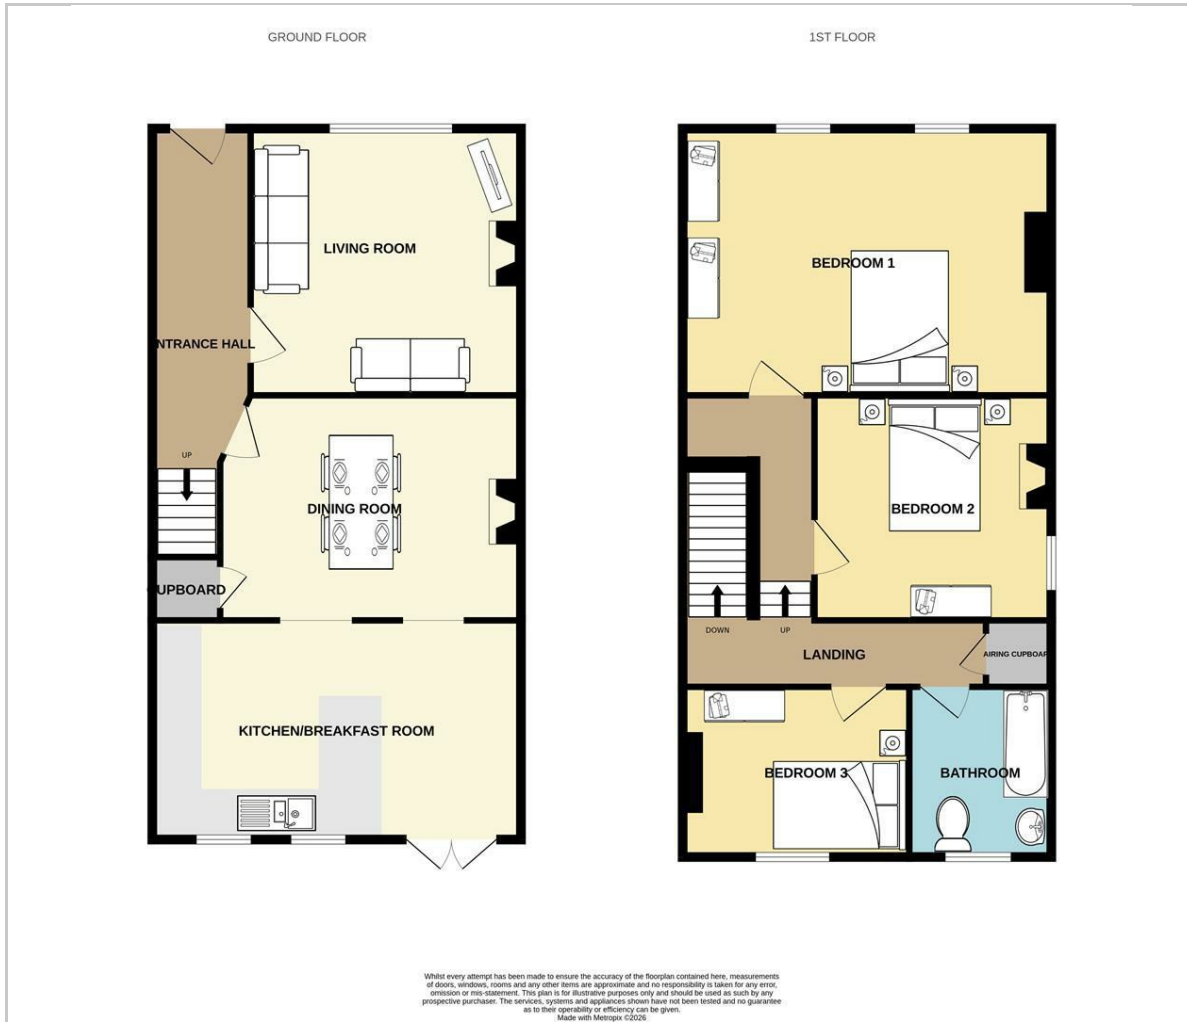 GROUND FLOOR
1ST FLOOR
LIVING ROOM
NTRANCE HALL
UP
DINING ROOM
UPBOARD
KITCHEN/BREAKFAST ROOM
BEDROOM 1
BEDROOM 2
DOWN
UP
LANDING
AIRING CUPBOAR
BEDROOM 3
BATHROOM
Whilst every attempt has been made to ensure the accuracy of the floorplan contained here, measurements
of doors, windows, rooms and any other items are approximate and no responsibility is taken for any error,
omission or mis-statement. This plan is for illustrative purposes only and should be used as such by any
prospective purchaser. The services, systems and appliances shown have not been tested and no guarantee
as to their operability or efficiency can be given.
Made with Metropix ©2026